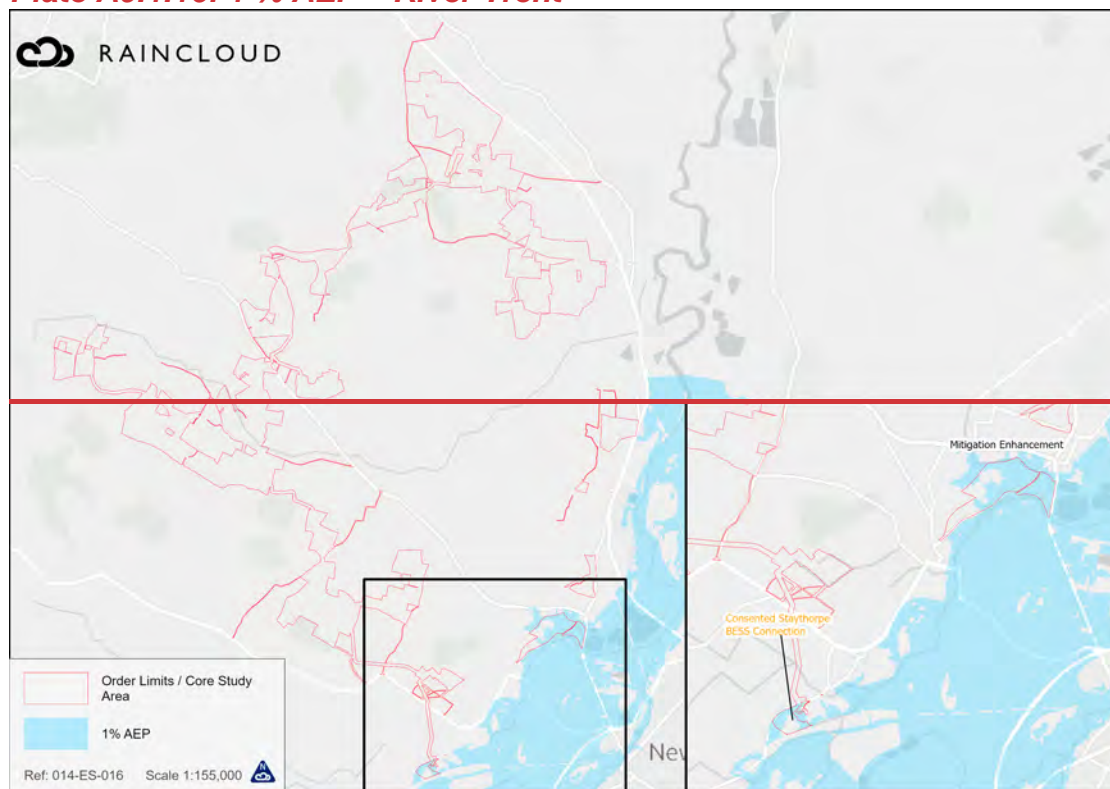 RAINCLOUD
Mitigation Enhancement
Consented Staythorpe
BESS Connection
Order Limits / Core Study
Area
1% AEP
New
Ref: 014-ES-016 Scale 1:155,000
N